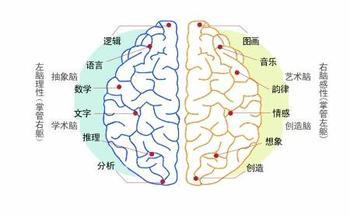 左脑理性(掌管右躯)
抽象脑
学术脑
逻辑
语言
数学
文字
推理
分析
图画
音乐
韵律
情感
想象
创造
艺术脑
创造脑
右脑感性(掌管左躯)